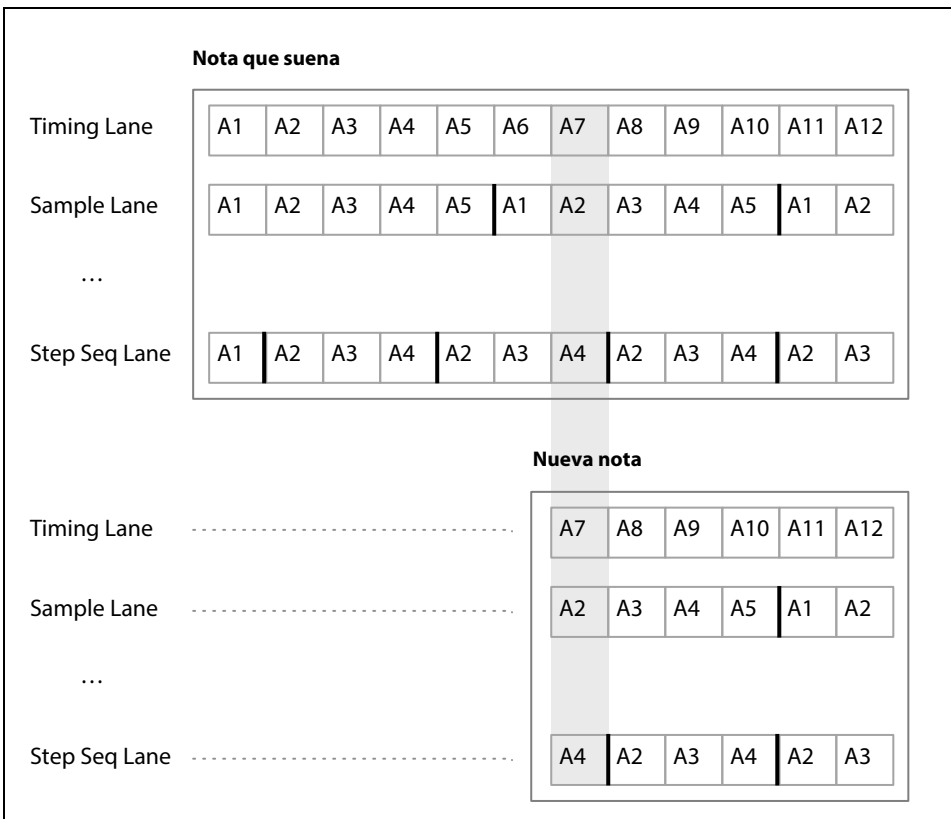 Nota que suena
Timing Lane A1 A2 A3 A4 A5 A6 A7 A8 A9 A10 A11 A12
Sample Lane A1 A2 A3 A4 A5 A1 A2 A3 A4 A5 A1 A2
...
Step Seq Lane A1 A2 A3 A4 A2 A3 A4 A2 A3 A4 A2 A3
Nueva nota
Timing Lane A7 A8 A9 A10 A11 A12
Sample Lane A2 A3 A4 A5 A1 A2
...
Step Seq Lane A4 A2 A3 A4 A2 A3